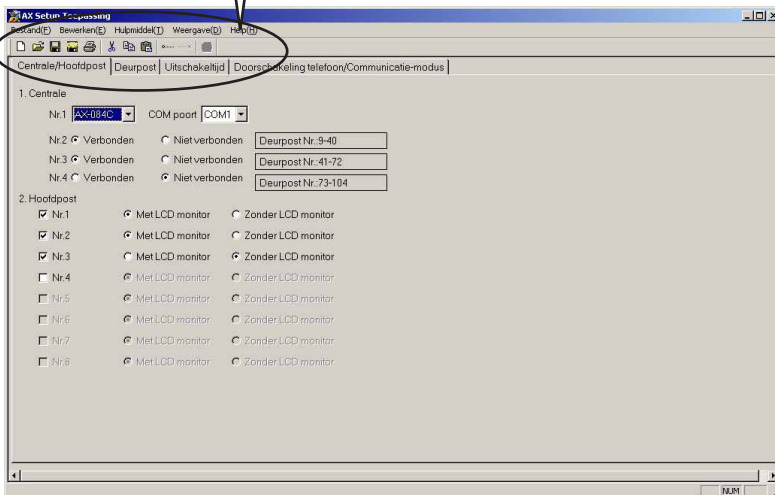 AX Setup Toepassing
Bestand(F) Bewerken(E) Hulpmiddel(T) Weergave(D) Help(H)
Centrale/Hoofdpost Deurpost Uitschakeltijd Doorschakeling telefoon/Communicatie-modus
1. Centrale
Nr.1 AX-084C COM poort COM1
Nr.2 Verbonden Niet verbonden Deurpost Nr.:9-40
Nr.3 Verbonden Niet verbonden Deurpost Nr.:41-72
Nr.4 Verbonden Niet verbonden Deurpost Nr.:73-104
2. Hoofdpost
Nr.1 Met LCD monitor Zonder LCD monitor
Nr.2 Met LCD monitor Zonder LCD monitor
Nr.3 Met LCD monitor Zonder LCD monitor
Nr.4 Met LCD monitor Zonder LCD monitor
Nr.5 Met LCD monitor Zonder LCD monitor
Nr.6 Met LCD monitor Zonder LCD monitor
Nr.7 Met LCD monitor Zonder LCD monitor
Nr.8 Met LCD monitor Zonder LCD monitor
NUM